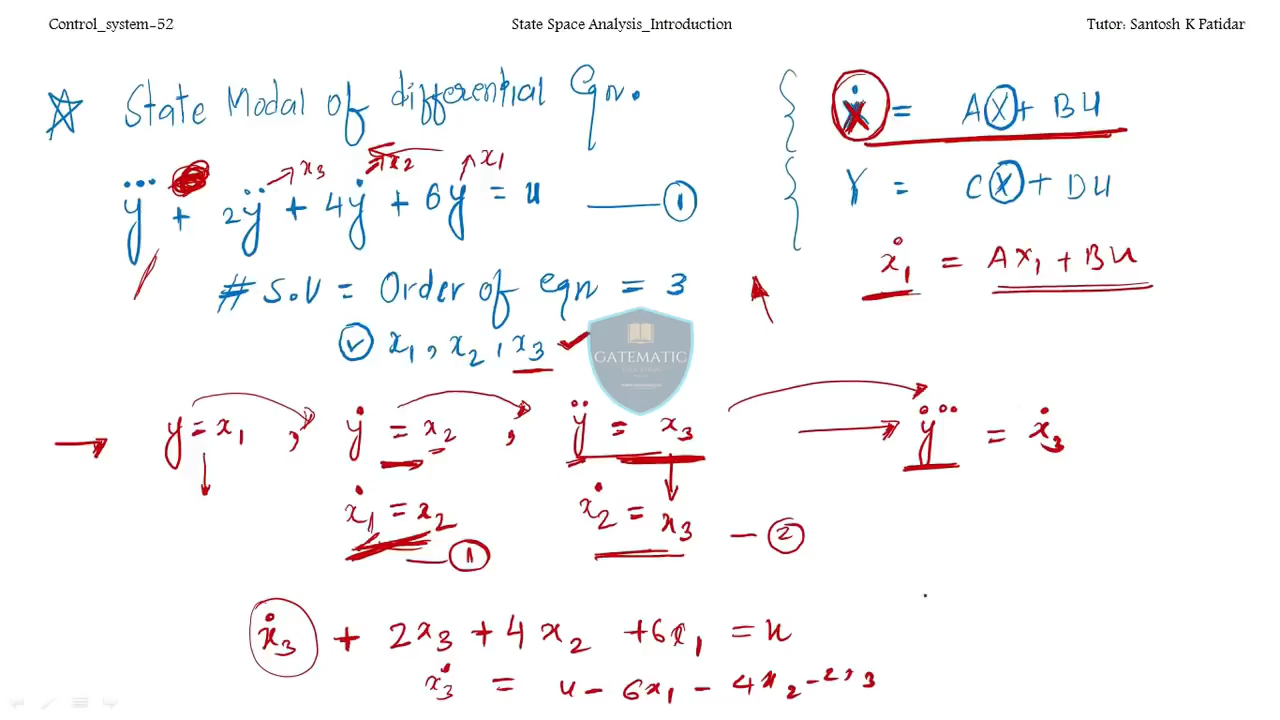 Control_system-52
State Space Analysis_Introduction
Tutor: Santosh K Patidar
State Modal of differential Eqn.
ẋ = AX + BU
Y = CX + DU
ẋ₁ = Ax₁ + Bu
x₃ x₂ x₁
y⃛ + 2ÿ + 4ẏ + 6y = u —— ①
# S.V = Order of eqn = 3
x₁, x₂, x₃
GATEMATIC
y = x₁, ẏ = x₂, ÿ = x₃ → y⃛ = ẋ₃
ẋ₁ = x₂ — ①
ẋ₂ = x₃ — ②
ẋ₃ + 2x₃ + 4x₂ + 6x₁ = u
ẋ₃ = u - 6x₁ - 4x₂ - 2x₃